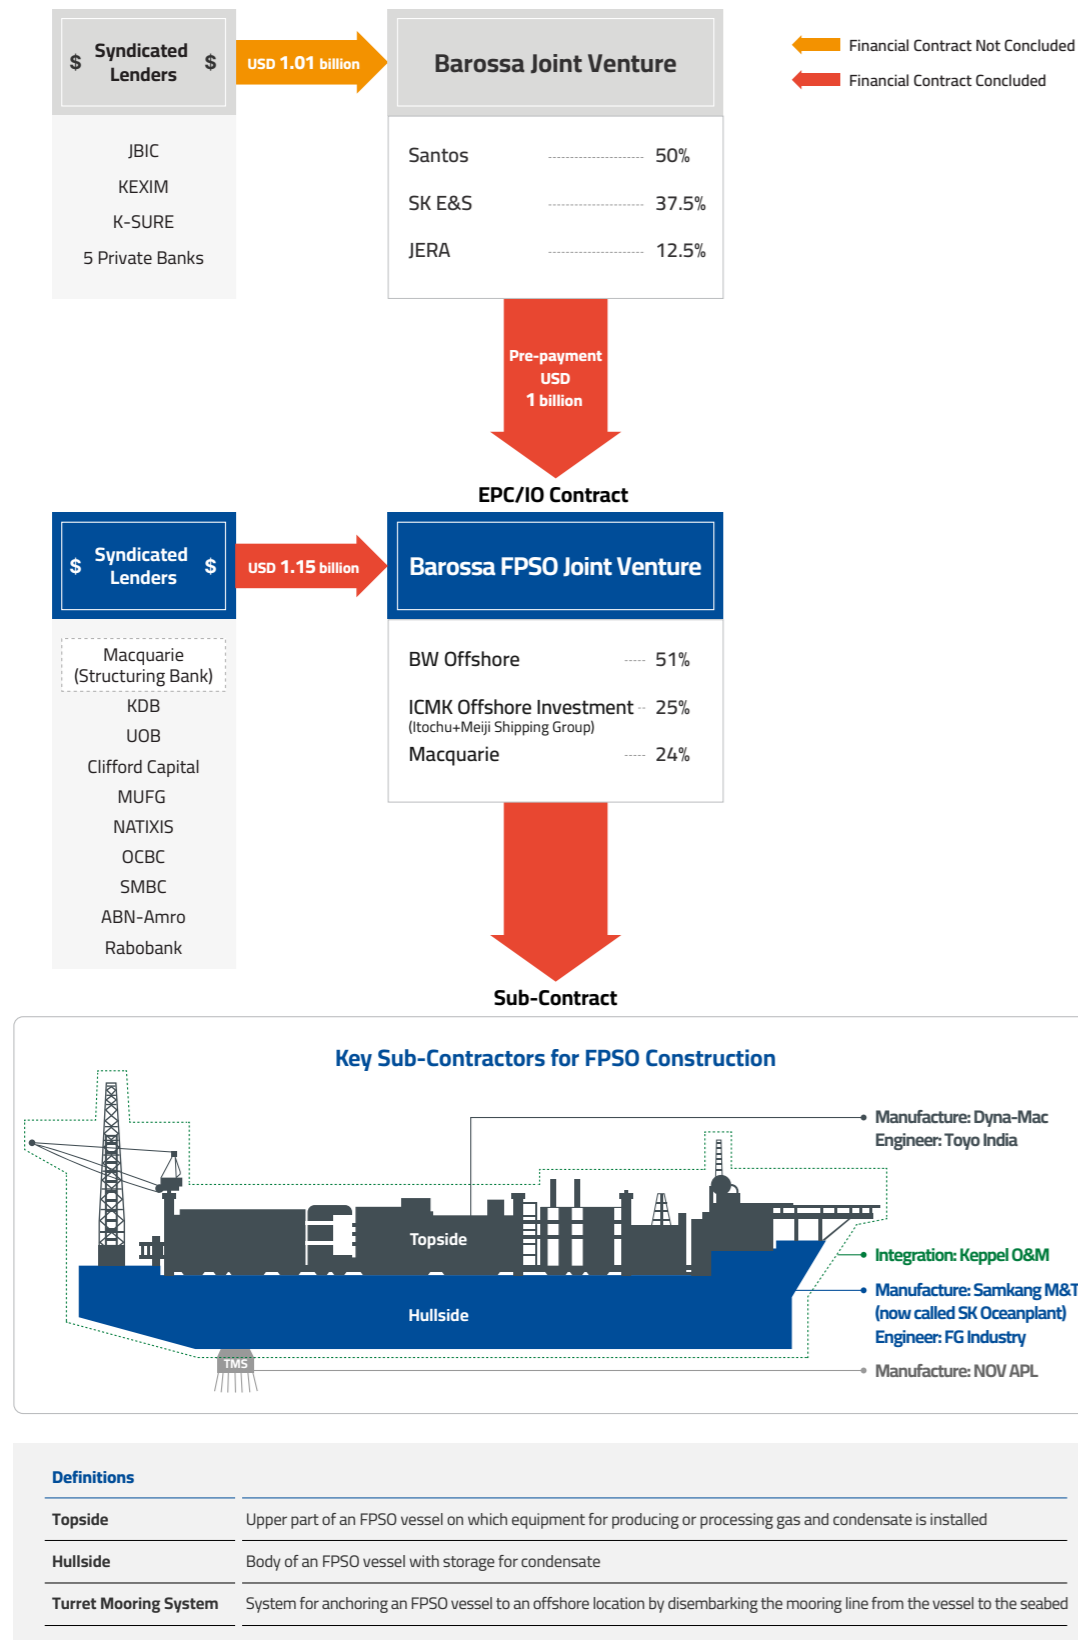 $ Syndicated Lenders $
USD 1.01 billion
Barossa Joint Venture
Financial Contract Not Concluded
Financial Contract Concluded
JBIC
KEXIM
K-SURE
5 Private Banks
Santos 50%
SK E&S 37.5%
JERA 12.5%
Pre-payment
USD
1 billion
EPC/IO Contract
$ Syndicated Lenders $
USD 1.15 billion
Barossa FPSO Joint Venture
Macquarie
(Structuring Bank)
KDB
UOB
Clifford Capital
MUFG
NATIXIS
OCBC
SMBC
ABN-Amro
Rabobank
BW Offshore 51%
ICMK Offshore Investment 25%
(Itochu+Meiji Shipping Group)
Macquarie 24%
Sub-Contract
Key Sub-Contractors for FPSO Construction
Manufacture: Dyna-Mac
Engineer: Toyo India
Topside
Integration: Keppel O&M
Hullside
Manufacture: Samkang M&T
(now called SK Oceanplant)
Engineer: FG Industry
TMS
Manufacture: NOV APL
Definitions
Topside Upper part of an FPSO vessel on which equipment for producing or processing gas and condensate is installed
Hullside Body of an FPSO vessel with storage for condensate
Turret Mooring System System for anchoring an FPSO vessel to an offshore location by disembarking the mooring line from the vessel to the seabed